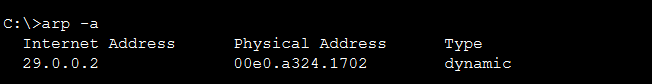 C:\>arp -a
Internet Address Physical Address Type
29.0.0.2 00e0.a324.1702 dynamic